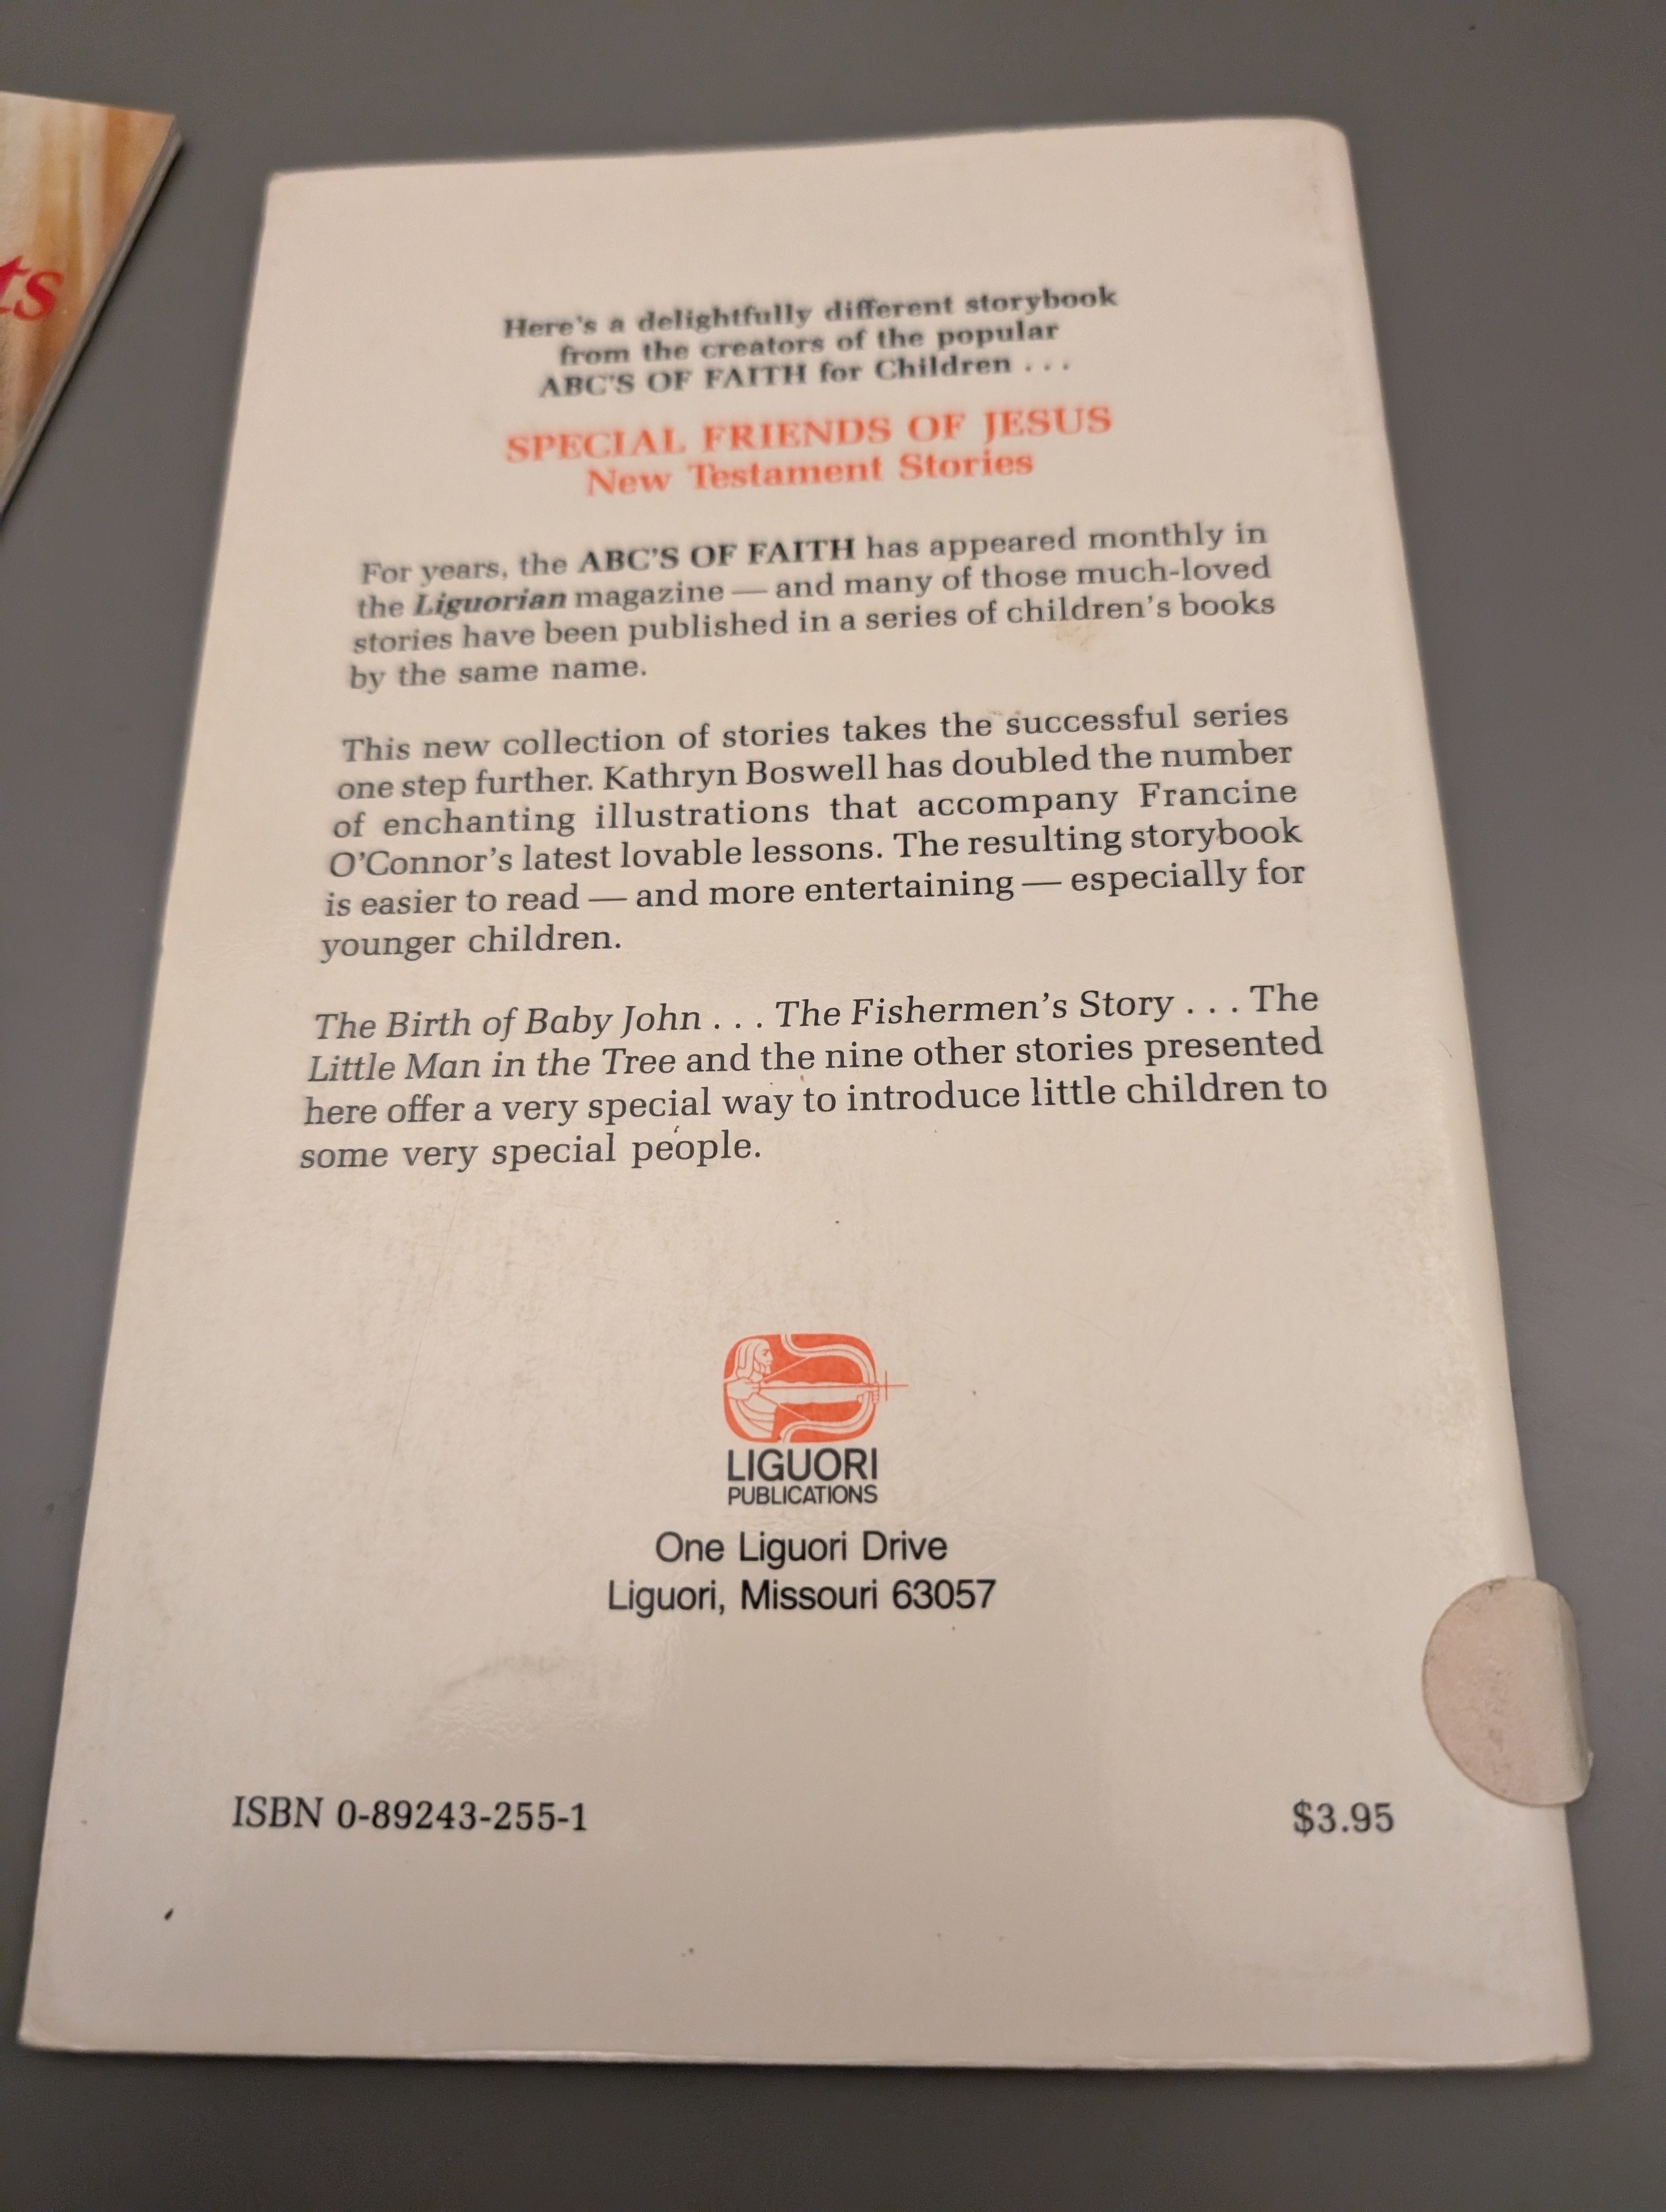 ts
Here's a delightfully different storybook
from the creators of the popular
ABC'S OF FAITH for Children . . .
SPECIAL FRIENDS OF JESUS
New Testament Stories
For years, the ABC'S OF FAITH has appeared monthly in
the Liguorian magazine — and many of those much-loved
stories have been published in a series of children's books
by the same name.
This new collection of stories takes the successful series
one step further. Kathryn Boswell has doubled the number
of enchanting illustrations that accompany Francine
O'Connor's latest lovable lessons. The resulting storybook
is easier to read — and more entertaining — especially for
younger children.
The Birth of Baby John . . . The Fishermen's Story . . . The
Little Man in the Tree and the nine other stories presented
here offer a very special way to introduce little children to
some very special people.
LIGUORI
PUBLICATIONS
One Liguori Drive
Liguori, Missouri 63057
ISBN 0-89243-255-1
$3.95